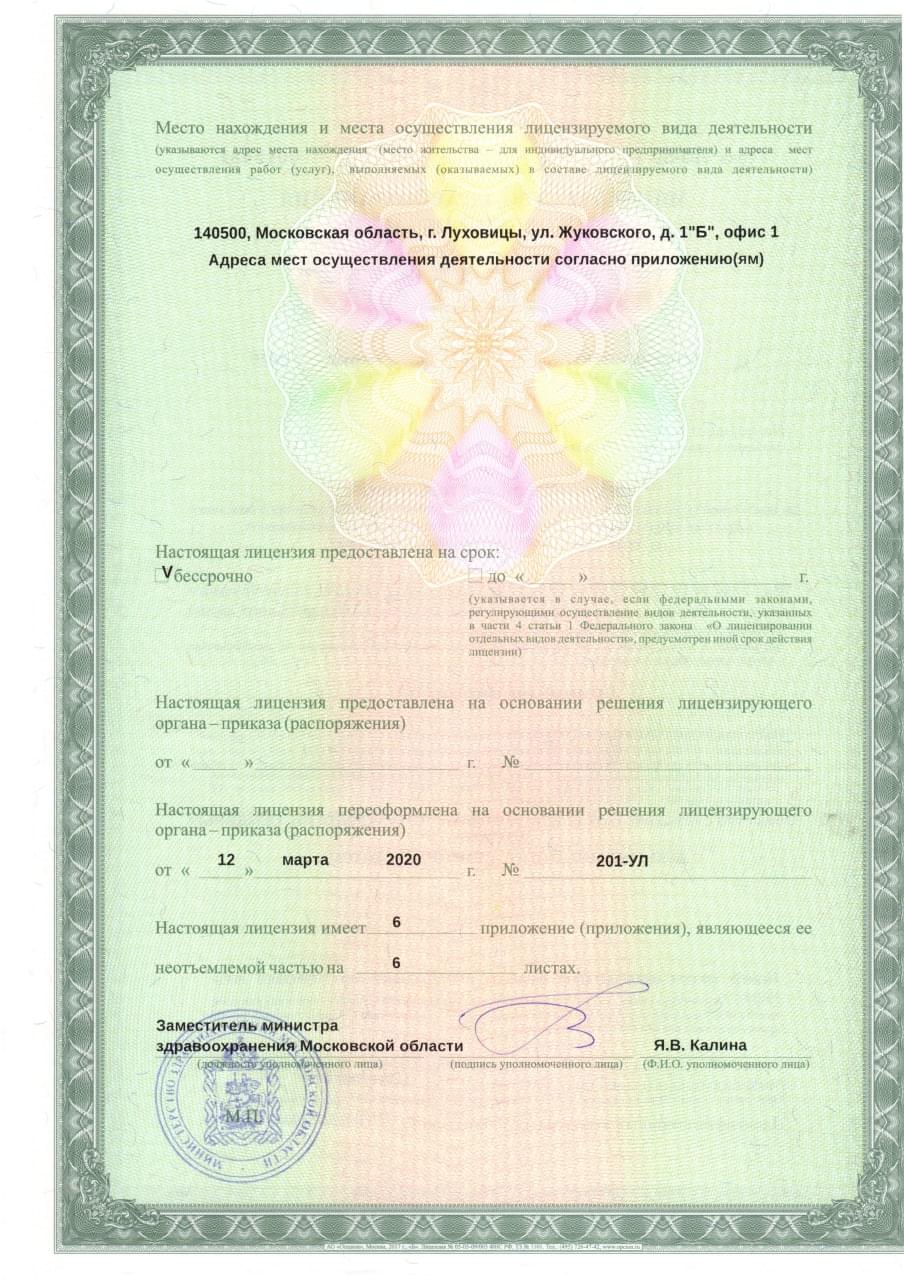 Место нахождения и места осуществления лицензируемого вида деятельности
(указываются адрес места нахождения (место жительства – для индивидуального предпринимателя) и адреса мест
осуществления работ (услуг), выполняемых (оказываемых) в составе лицензируемого вида деятельности)
140500, Московская область, г. Луховицы, ул. Жуковского, д. 1"Б", офис 1
Адреса мест осуществления деятельности согласно приложению(ям)
Настоящая лицензия предоставлена на срок:
V бессрочно до « » г.
(указывается в случае, если федеральными законами,
регулирующими осуществление видов деятельности, указанных
в части 4 статьи 1 Федерального закона «О лицензировании
отдельных видов деятельности», предусмотрен иной срок действия
лицензии)
Настоящая лицензия предоставлена на основании решения лицензирующего
органа – приказа (распоряжения)
от « » г. №
Настоящая лицензия переоформлена на основании решения лицензирующего
органа – приказа (распоряжения)
от « 12 » марта 2020 г. № 201-УЛ
Настоящая лицензия имеет 6 приложение (приложения), являющееся ее
неотъемлемой частью на 6 листах.
Заместитель министра
здравоохранения Московской области Я.В. Калина
(должность уполномоченного лица) (подпись уполномоченного лица) (Ф.И.О. уполномоченного лица)
М.П.
МИНИСТЕРСТВО ЗДРАВООХРАНЕНИЯ МОСКОВСКОЙ ОБЛАСТИ